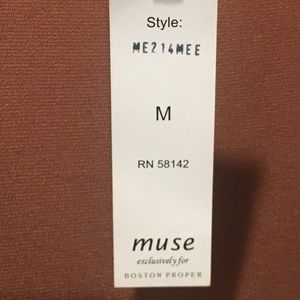 Style:
ME214MEE
M
RN 58142
muse
exclusively for
BOSTON PROPER